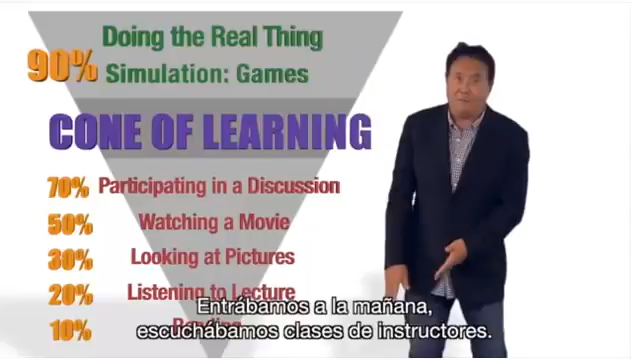 Doing the Real Thing
90% Simulation: Games
CONE OF LEARNING
70% Participating in a Discussion
50% Watching a Movie
30% Looking at Pictures
20% Listening to Lecture
10%
Entrábamos a la mañana,
escuchábamos clases de instructores.